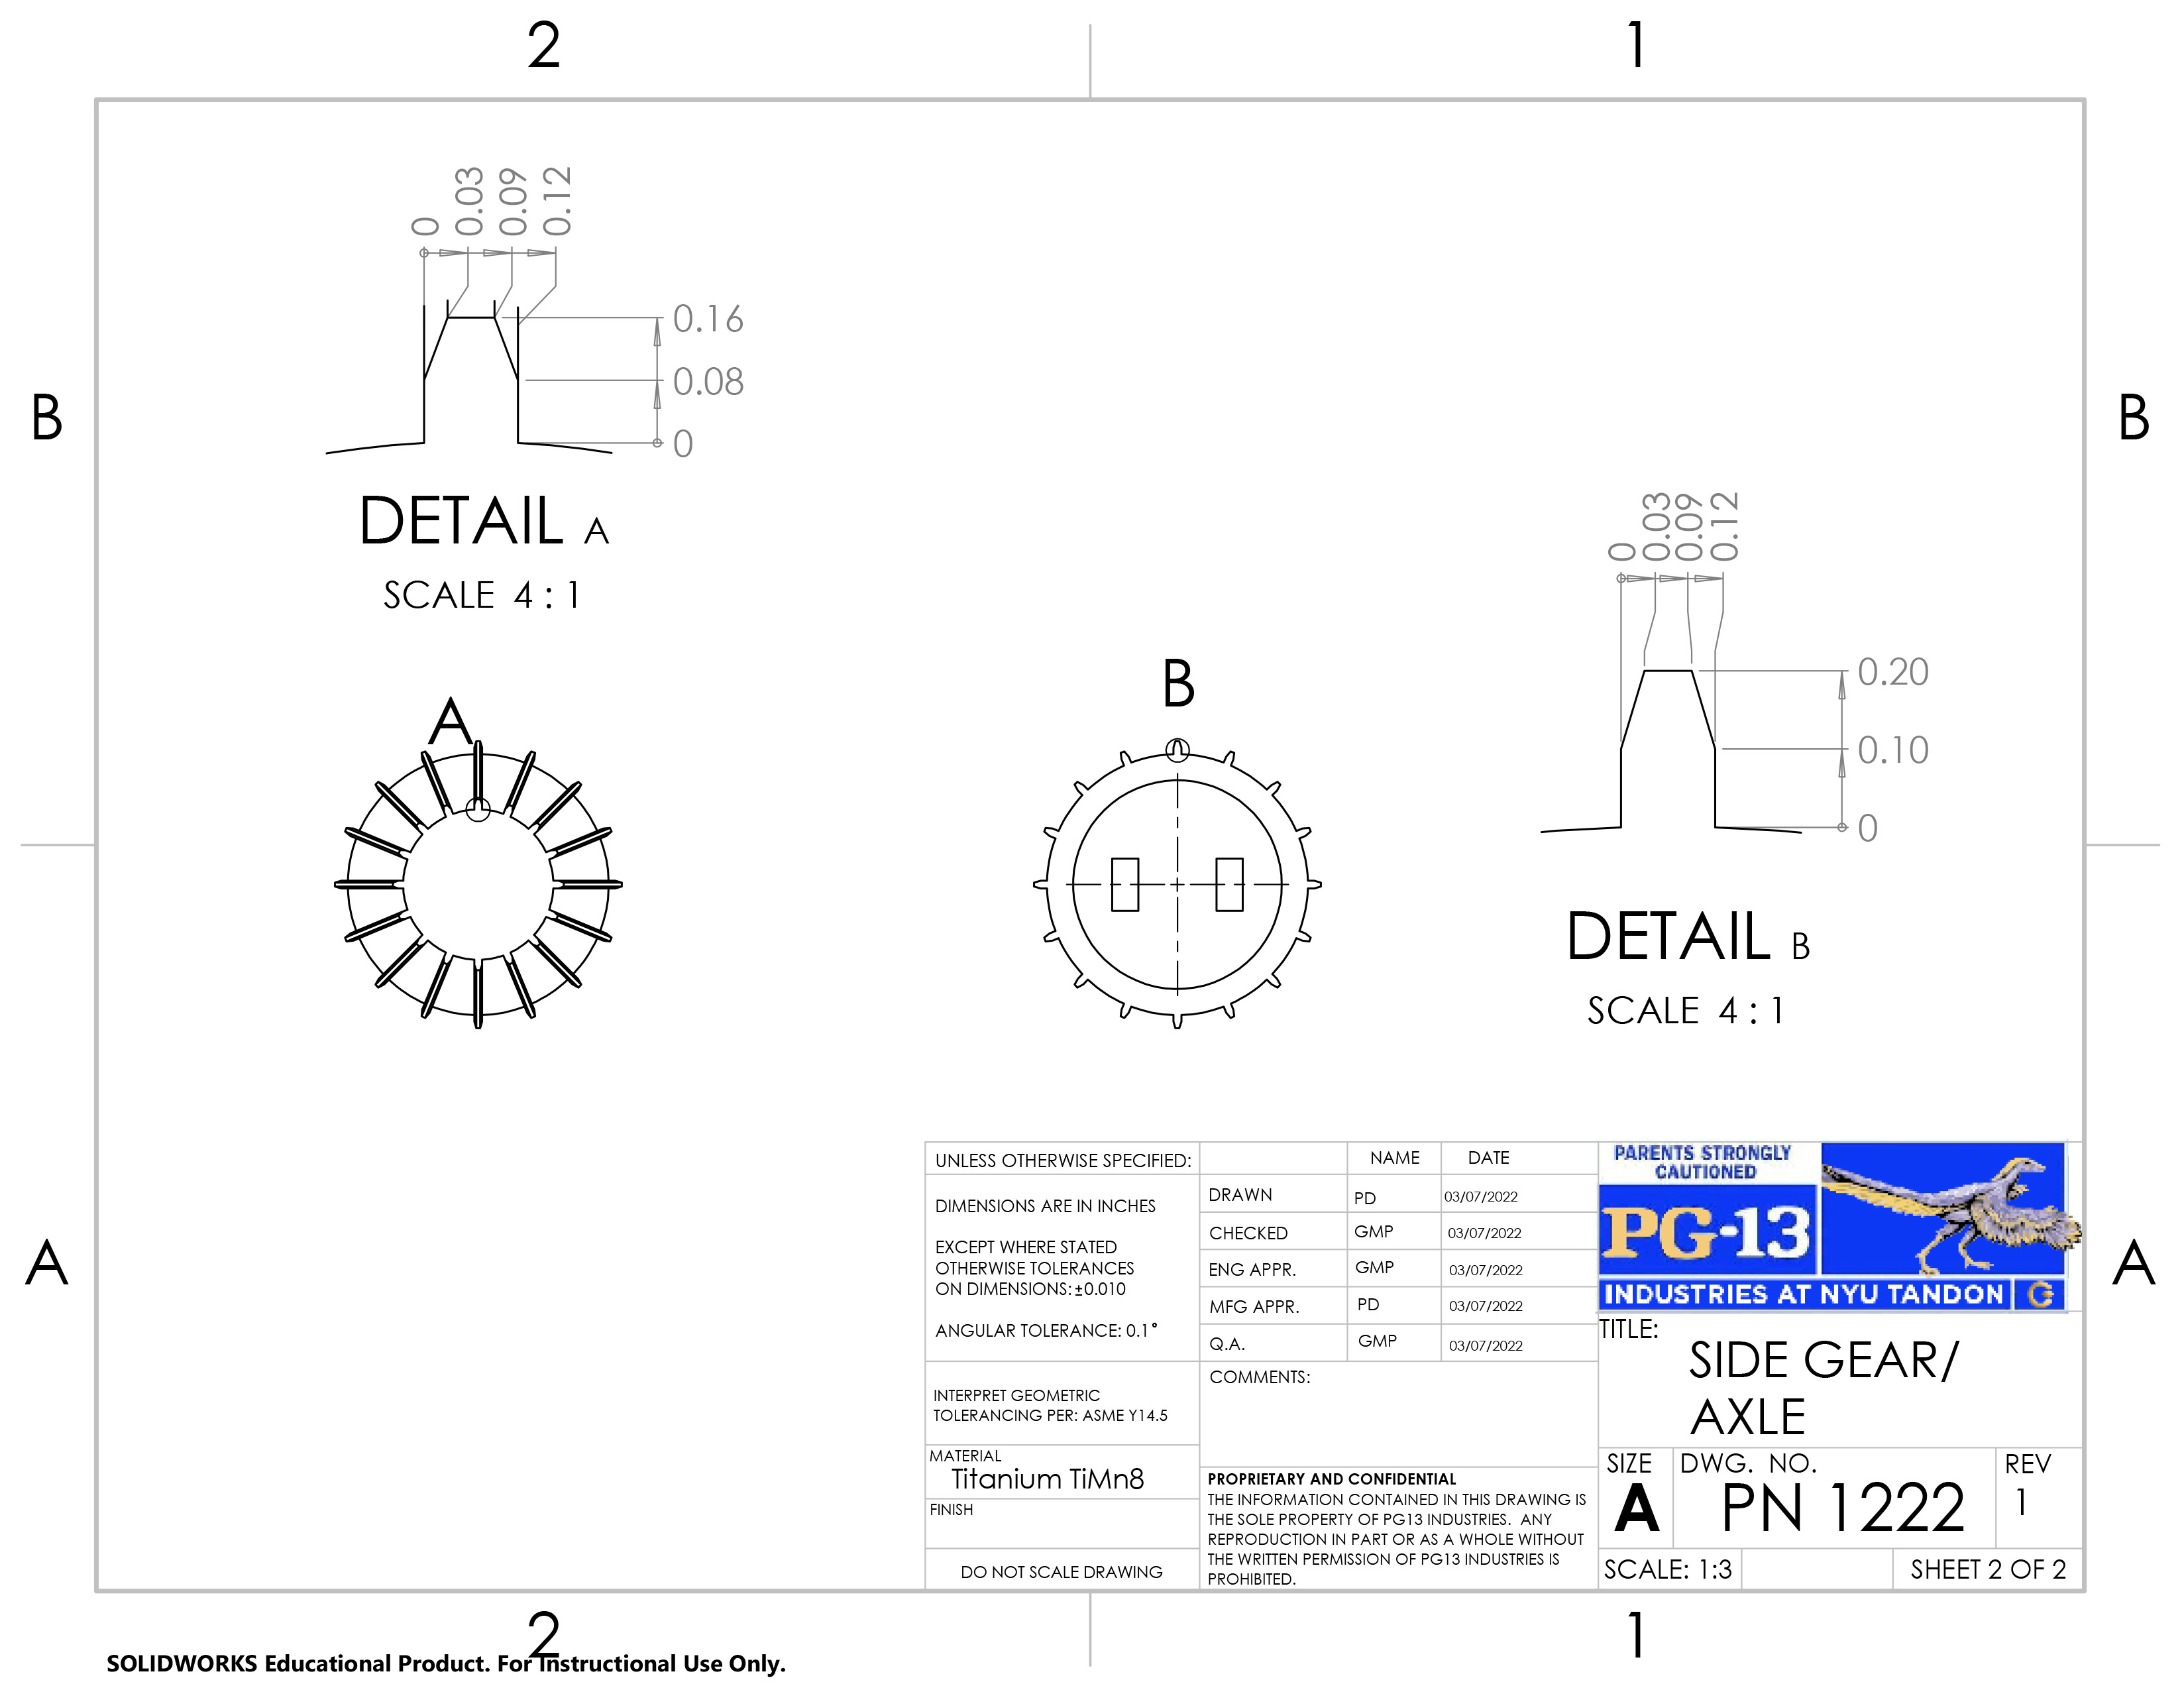 2
1
0
0.03
0.09
0.12
0.16
0.08
0
B
B
DETAIL A
SCALE 4 : 1
0
0.03
0.09
0.12
0.20
0.10
0
A
B
DETAIL B
SCALE 4 : 1
A
A
UNLESS OTHERWISE SPECIFIED:
DIMENSIONS ARE IN INCHES
EXCEPT WHERE STATED
OTHERWISE TOLERANCES
ON DIMENSIONS:±0.010
ANGULAR TOLERANCE: 0.1°
INTERPRET GEOMETRIC
TOLERANCING PER: ASME Y14.5
MATERIAL
Titanium TiMn8
FINISH
DO NOT SCALE DRAWING
NAME DATE
DRAWN PD 03/07/2022
CHECKED GMP 03/07/2022
ENG APPR. GMP 03/07/2022
MFG APPR. PD 03/07/2022
Q.A. GMP 03/07/2022
COMMENTS:
PROPRIETARY AND CONFIDENTIAL
THE INFORMATION CONTAINED IN THIS DRAWING IS
THE SOLE PROPERTY OF PG13 INDUSTRIES. ANY
REPRODUCTION IN PART OR AS A WHOLE WITHOUT
THE WRITTEN PERMISSION OF PG13 INDUSTRIES IS
PROHIBITED.
PARENTS STRONGLY
CAUTIONED
PG-13
INDUSTRIES AT NYU TANDON G
TITLE:
SIDE GEAR/
AXLE
SIZE DWG. NO. REV
A PN 1222 1
SCALE: 1:3 SHEET 2 OF 2
2
1
SOLIDWORKS Educational Product. For Instructional Use Only.